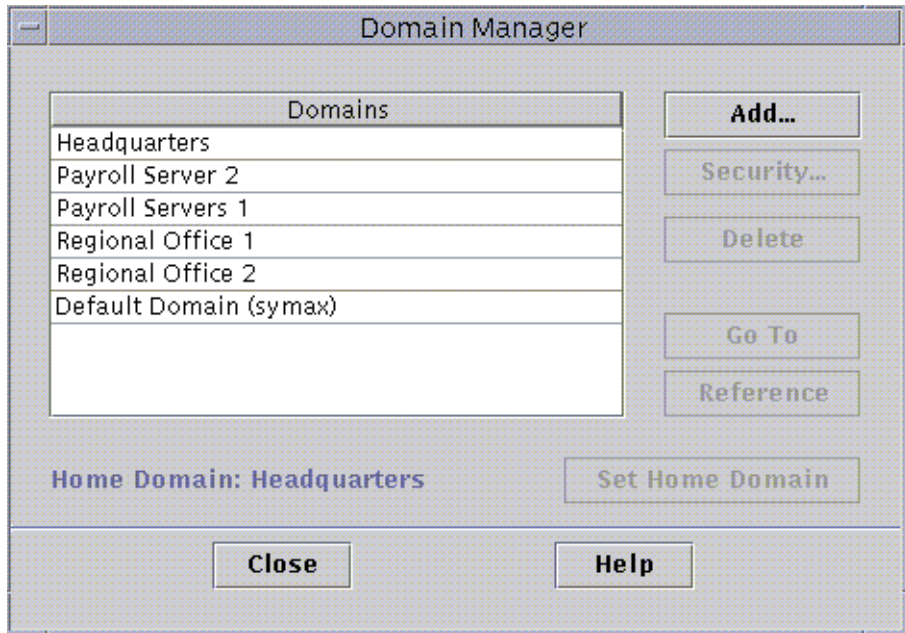 Domain Manager
Domains
Headquarters
Payroll Server 2
Payroll Servers 1
Regional Office 1
Regional Office 2
Default Domain (symax)
Add...
Security...
Delete
Go To
Reference
Home Domain: Headquarters
Set Home Domain
Close
Help